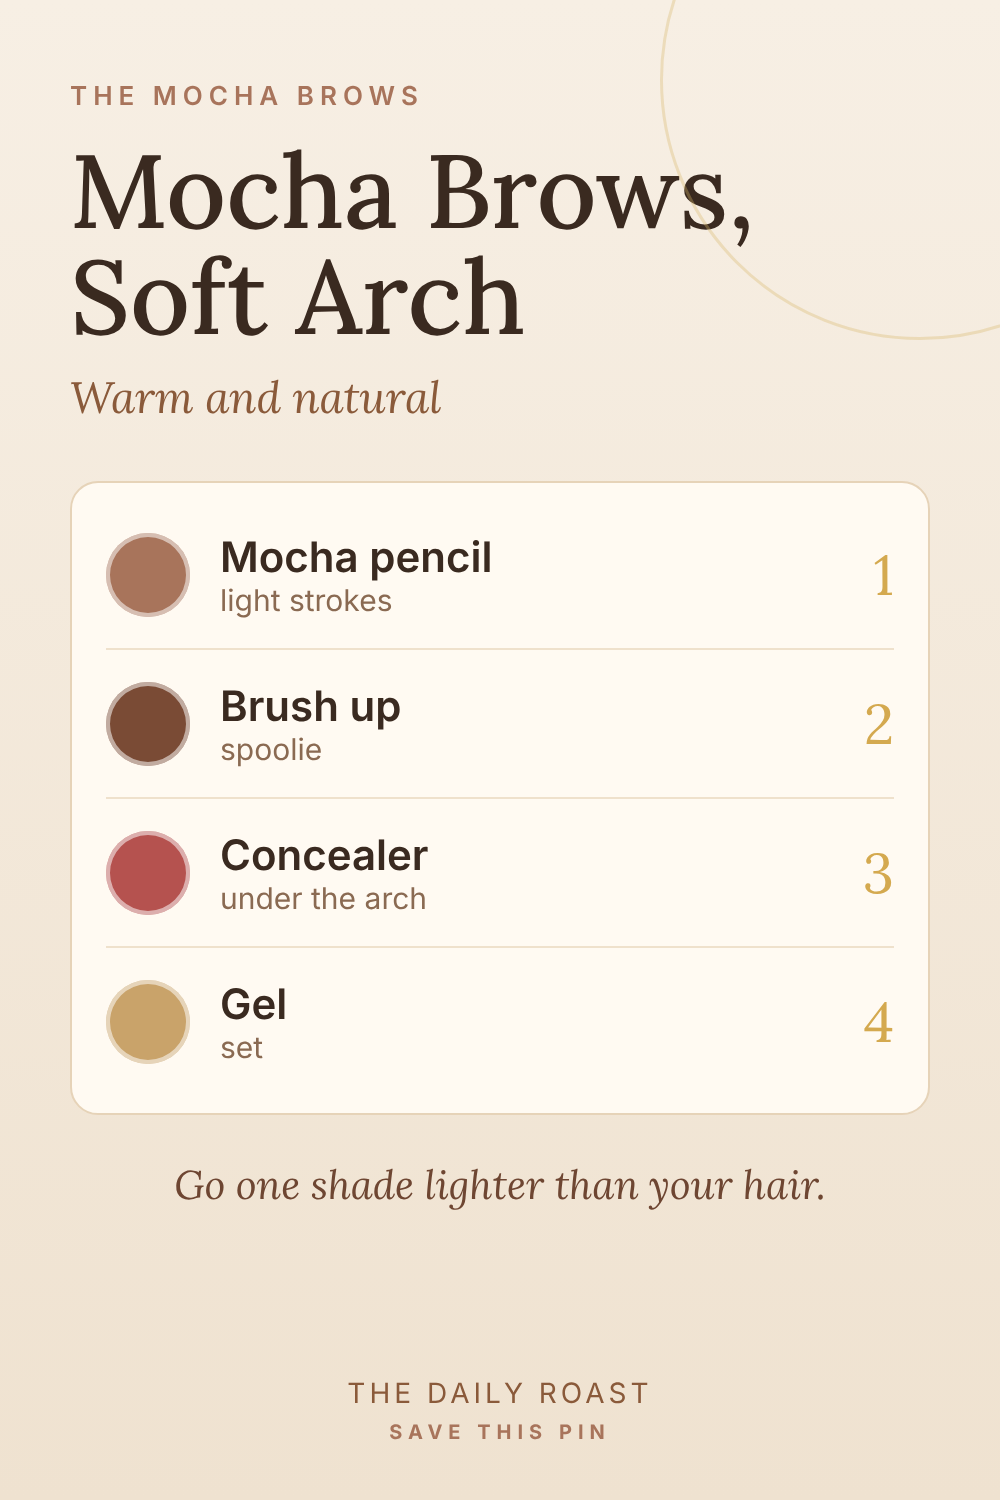 THE MOCHA BROWS
Mocha Brows,
Soft Arch
Warm and natural
Mocha pencil
light strokes
1
Brush up
spoolie
2
Concealer
under the arch
3
Gel
set
4
Go one shade lighter than your hair.
THE DAILY ROAST
SAVE THIS PIN